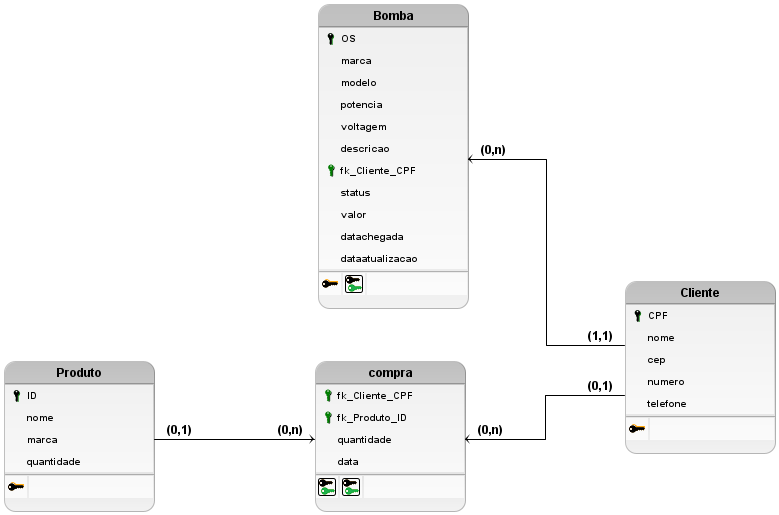 Bomba
OS
marca
modelo
potencia
voltagem
descricao
fk_Cliente_CPF
status
valor
datachegada
dataatualizacao
(0,n)
(1,1)
Cliente
CPF
nome
cep
numero
telefone
(0,1)
(0,n)
compra
fk_Cliente_CPF
fk_Produto_ID
quantidade
data
(0,n)
(0,1)
Produto
ID
nome
marca
quantidade